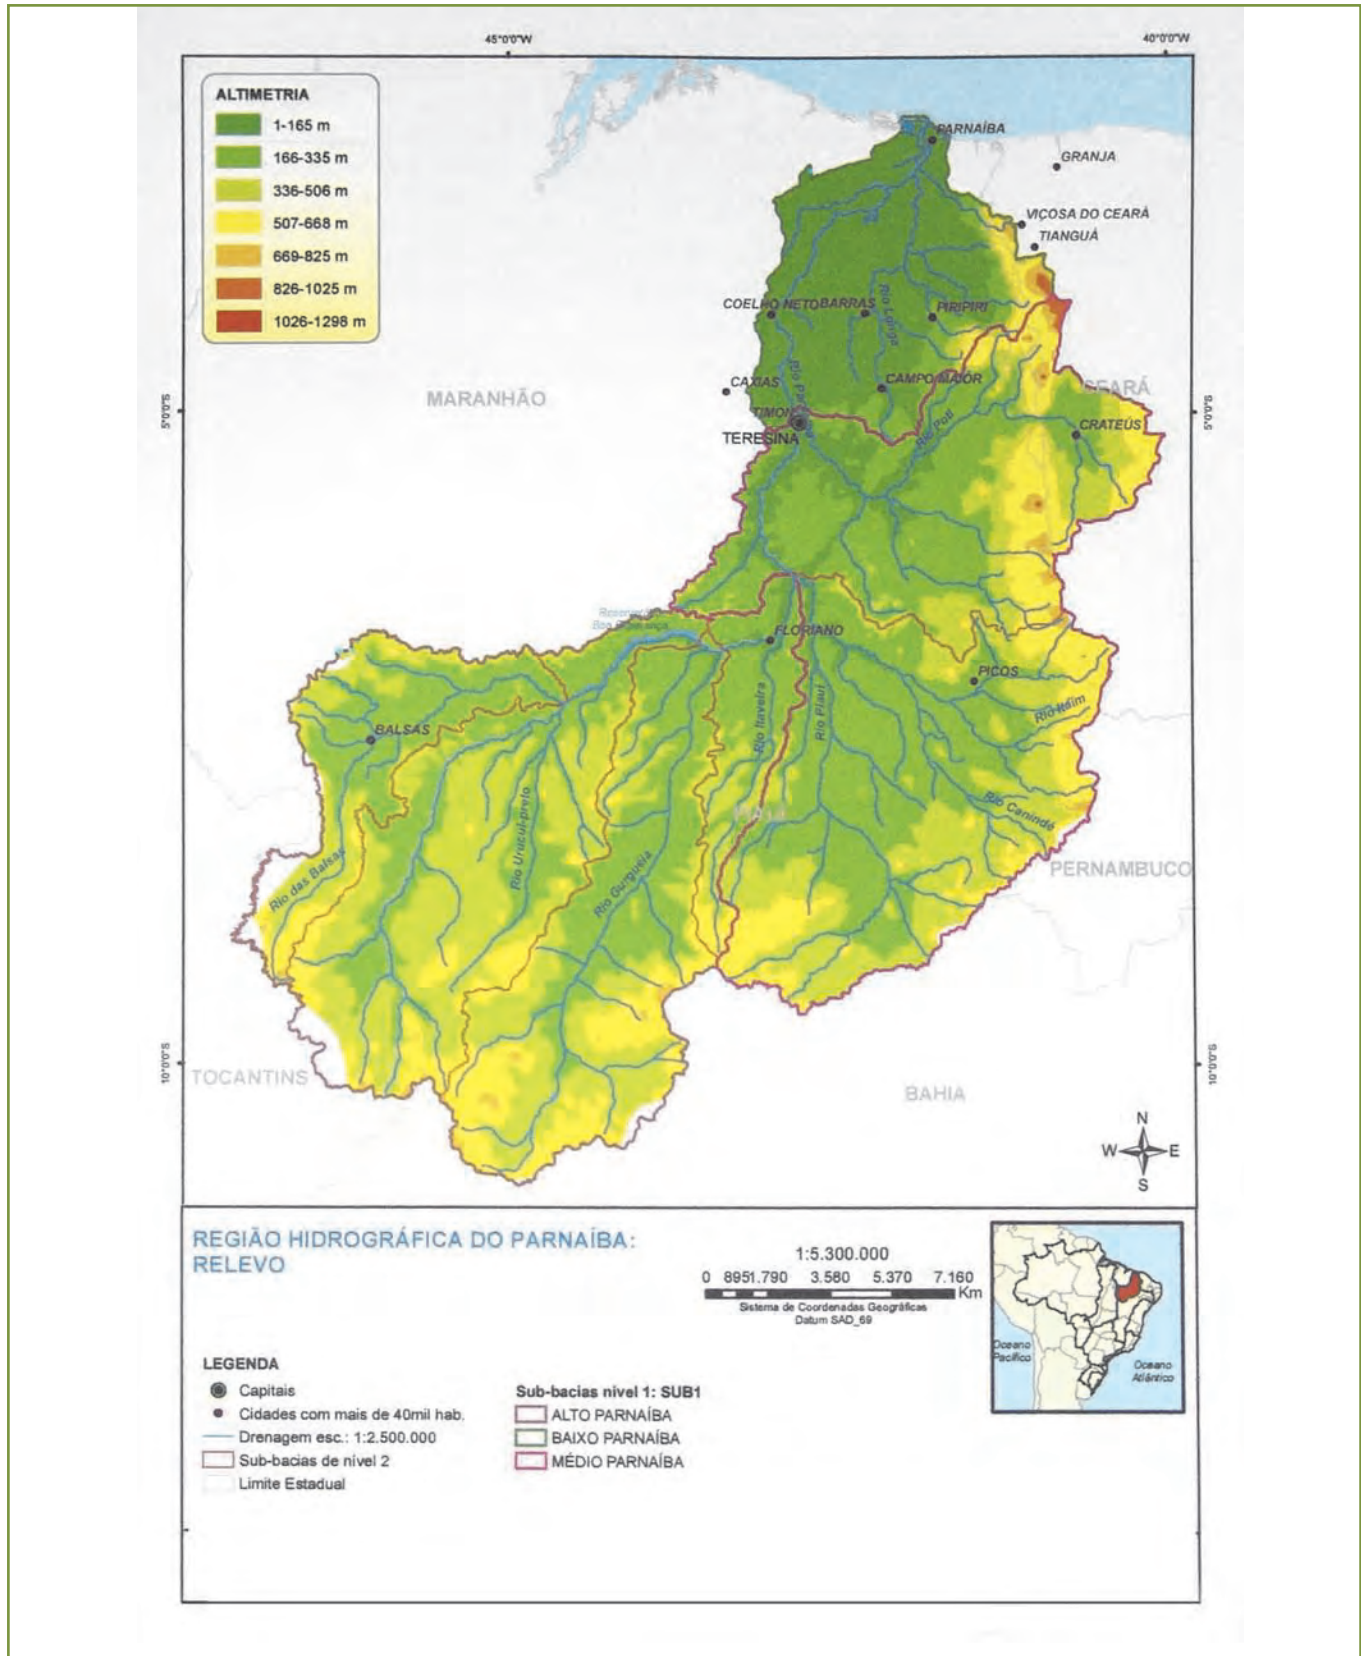 45°0'0"W
40°0'0"W
ALTIMETRIA
1-165 m
166-335 m
336-506 m
507-668 m
669-825 m
826-1025 m
1026-1298 m
PARNAÍBA
GRANJA
VIÇOSA DO CEARÁ
TIANGUÁ
COELHO NETO
BARRAS
PIRIPIRI
Rio Longá
CAXIAS
CAMPO MAIOR
CEARÁ
MARANHÃO
5°0'0"S
5°0'0"S
TIMON
TERESINA
Rio Poti
CRATEÚS
FLORIANO
PICOS
Rio Itaim
BALSAS
Rio Itaveira
Rio Piauí
Rio Uruçuí-preto
Rio Canindé
Rio Gurguéia
Rio das Balsas
PERNAMBUCO
10°0'0"S
10°0'0"S
TOCANTINS
BAHIA
N
W
E
S
REGIÃO HIDROGRÁFICA DO PARNAÍBA:
RELEVO
1:5.300.000
0 8951.790 3.580 5.370 7.160
Km
Sistema de Coordenadas Geográficas
Datum SAD_69
Oceano
Pacífico
Oceano
Atlântico
LEGENDA
Capitais
Cidades com mais de 40mil hab.
Drenagem esc.: 1:2.500.000
Sub-bacias de nível 2
Limite Estadual
Sub-bacias nível 1: SUB1
ALTO PARNAÍBA
BAIXO PARNAÍBA
MÉDIO PARNAÍBA